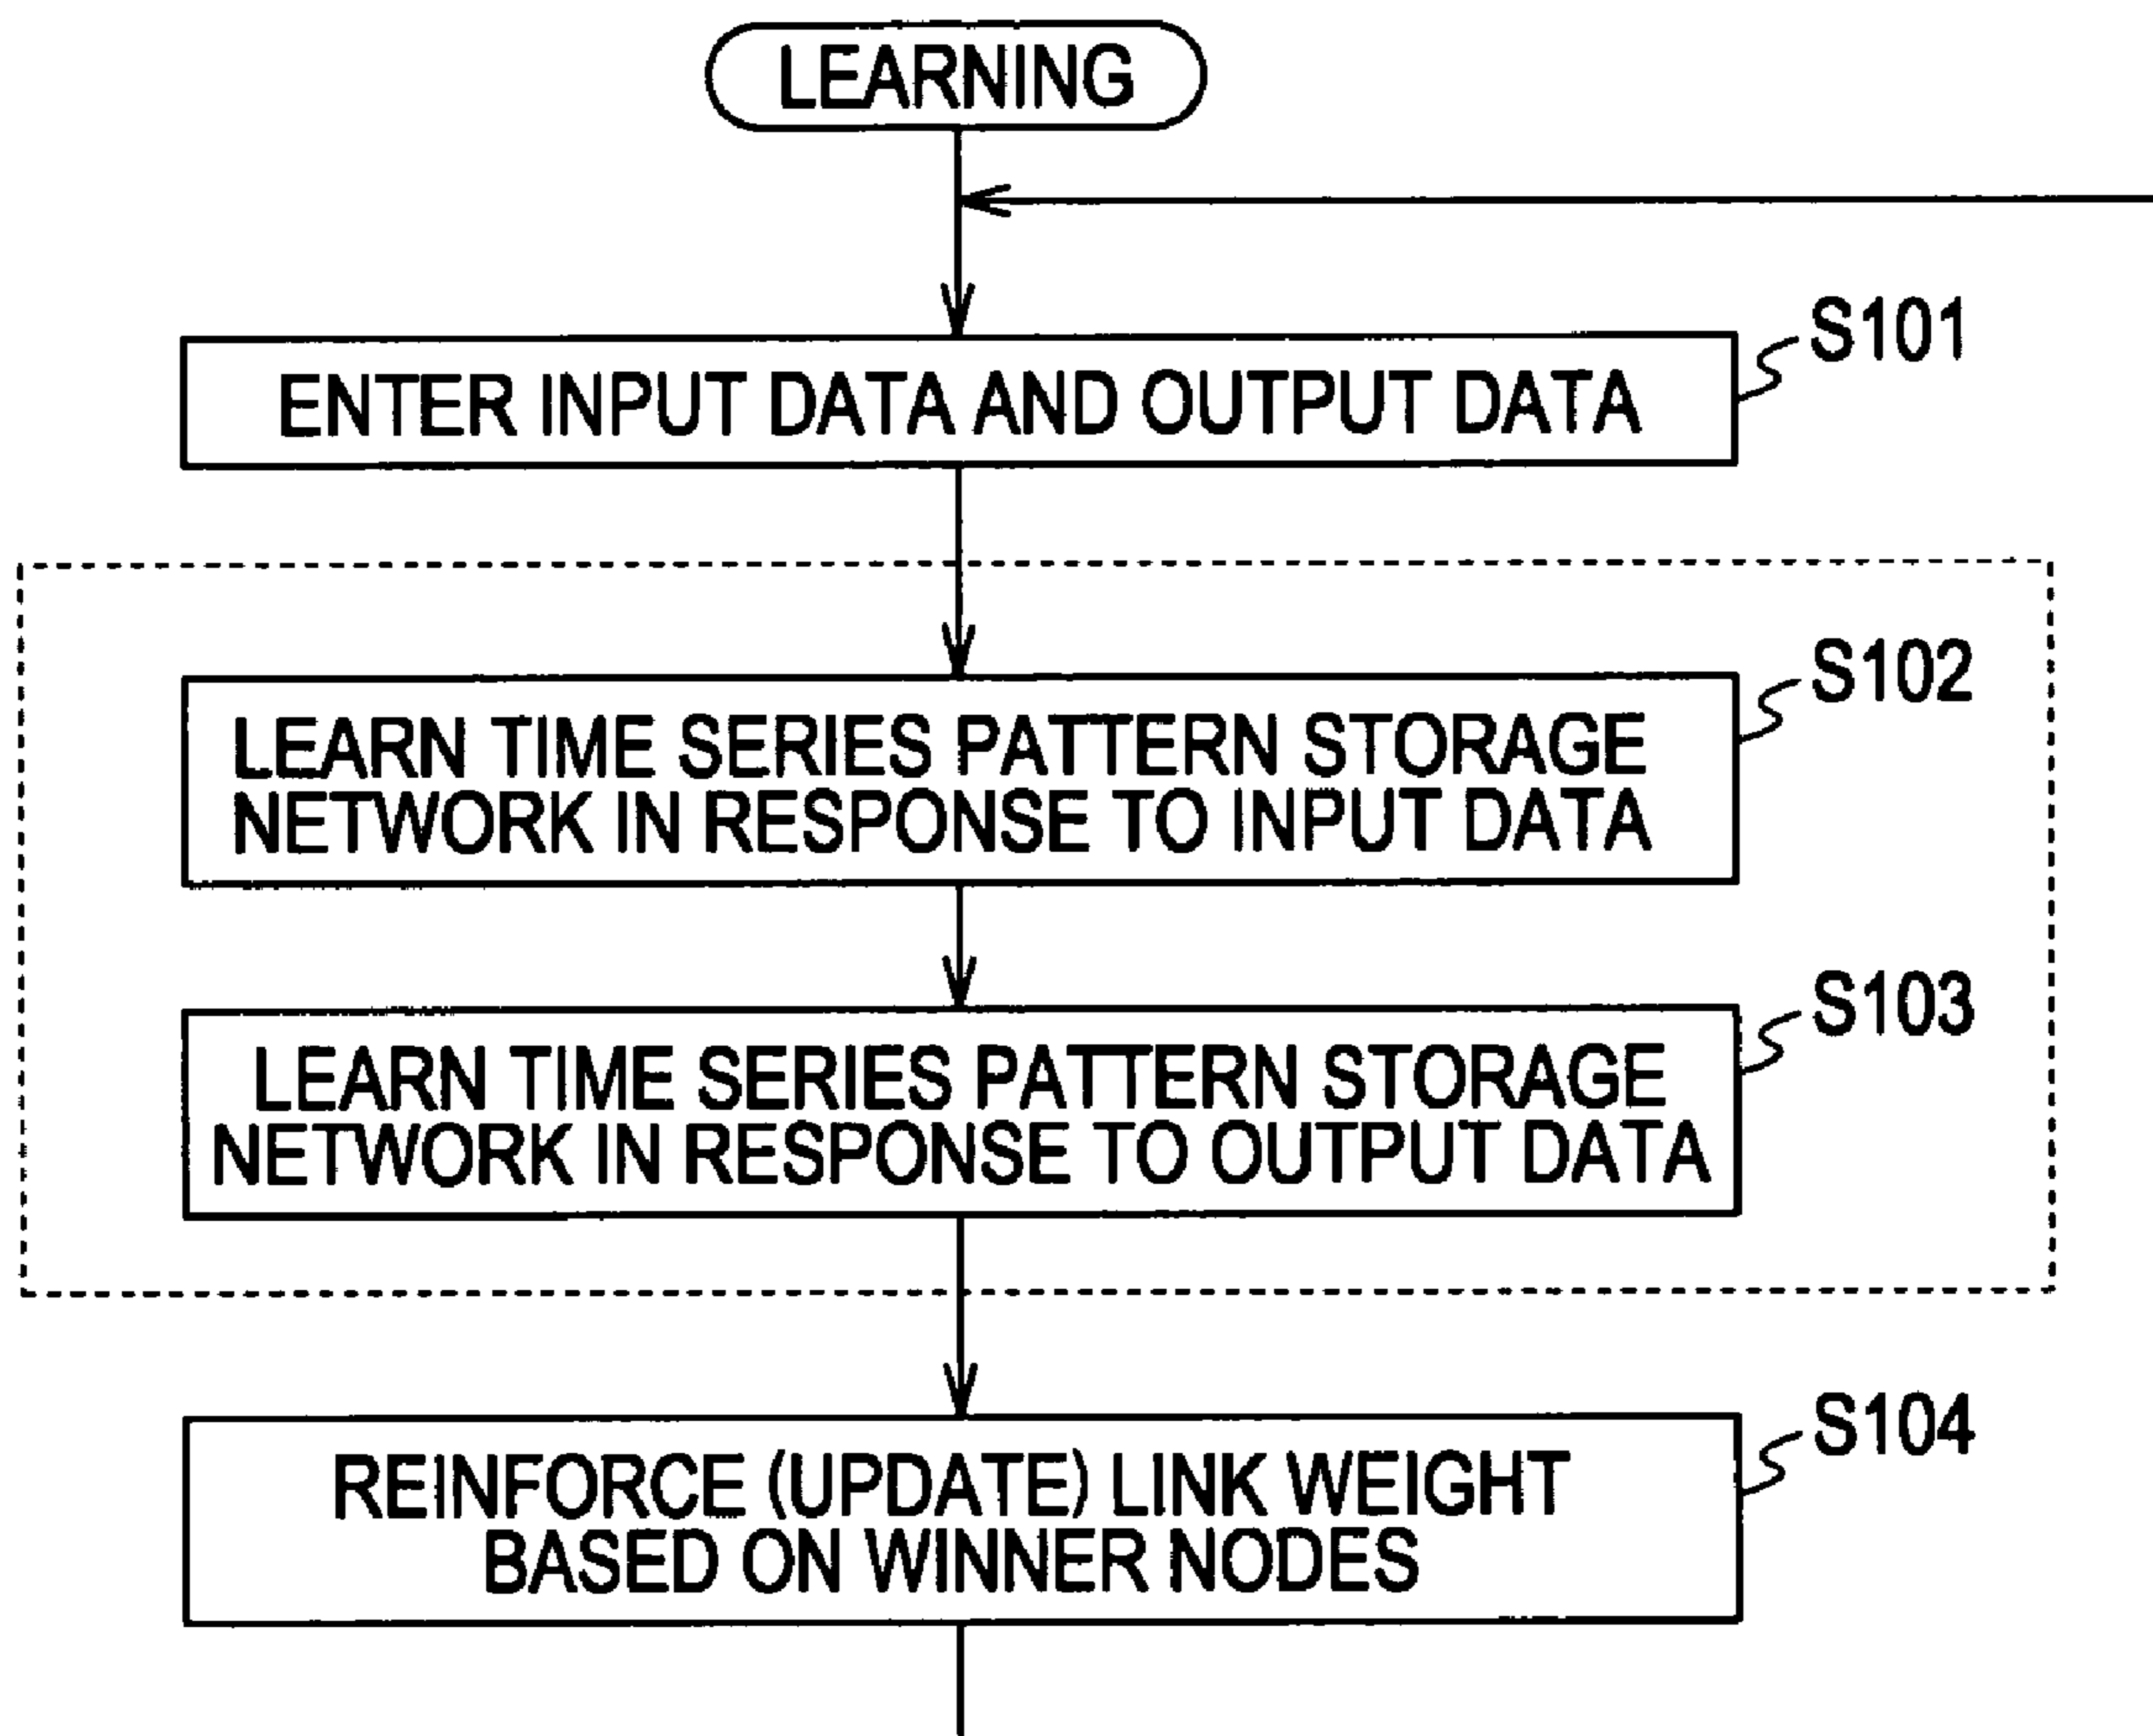 LEARNING
ENTER INPUT DATA AND OUTPUT DATA
S101
LEARN TIME SERIES PATTERN STORAGE
NETWORK IN RESPONSE TO INPUT DATA
S102
LEARN TIME SERIES PATTERN STORAGE
NETWORK IN RESPONSE TO OUTPUT DATA
S103
REINFORCE (UPDATE) LINK WEIGHT
BASED ON WINNER NODES
S104